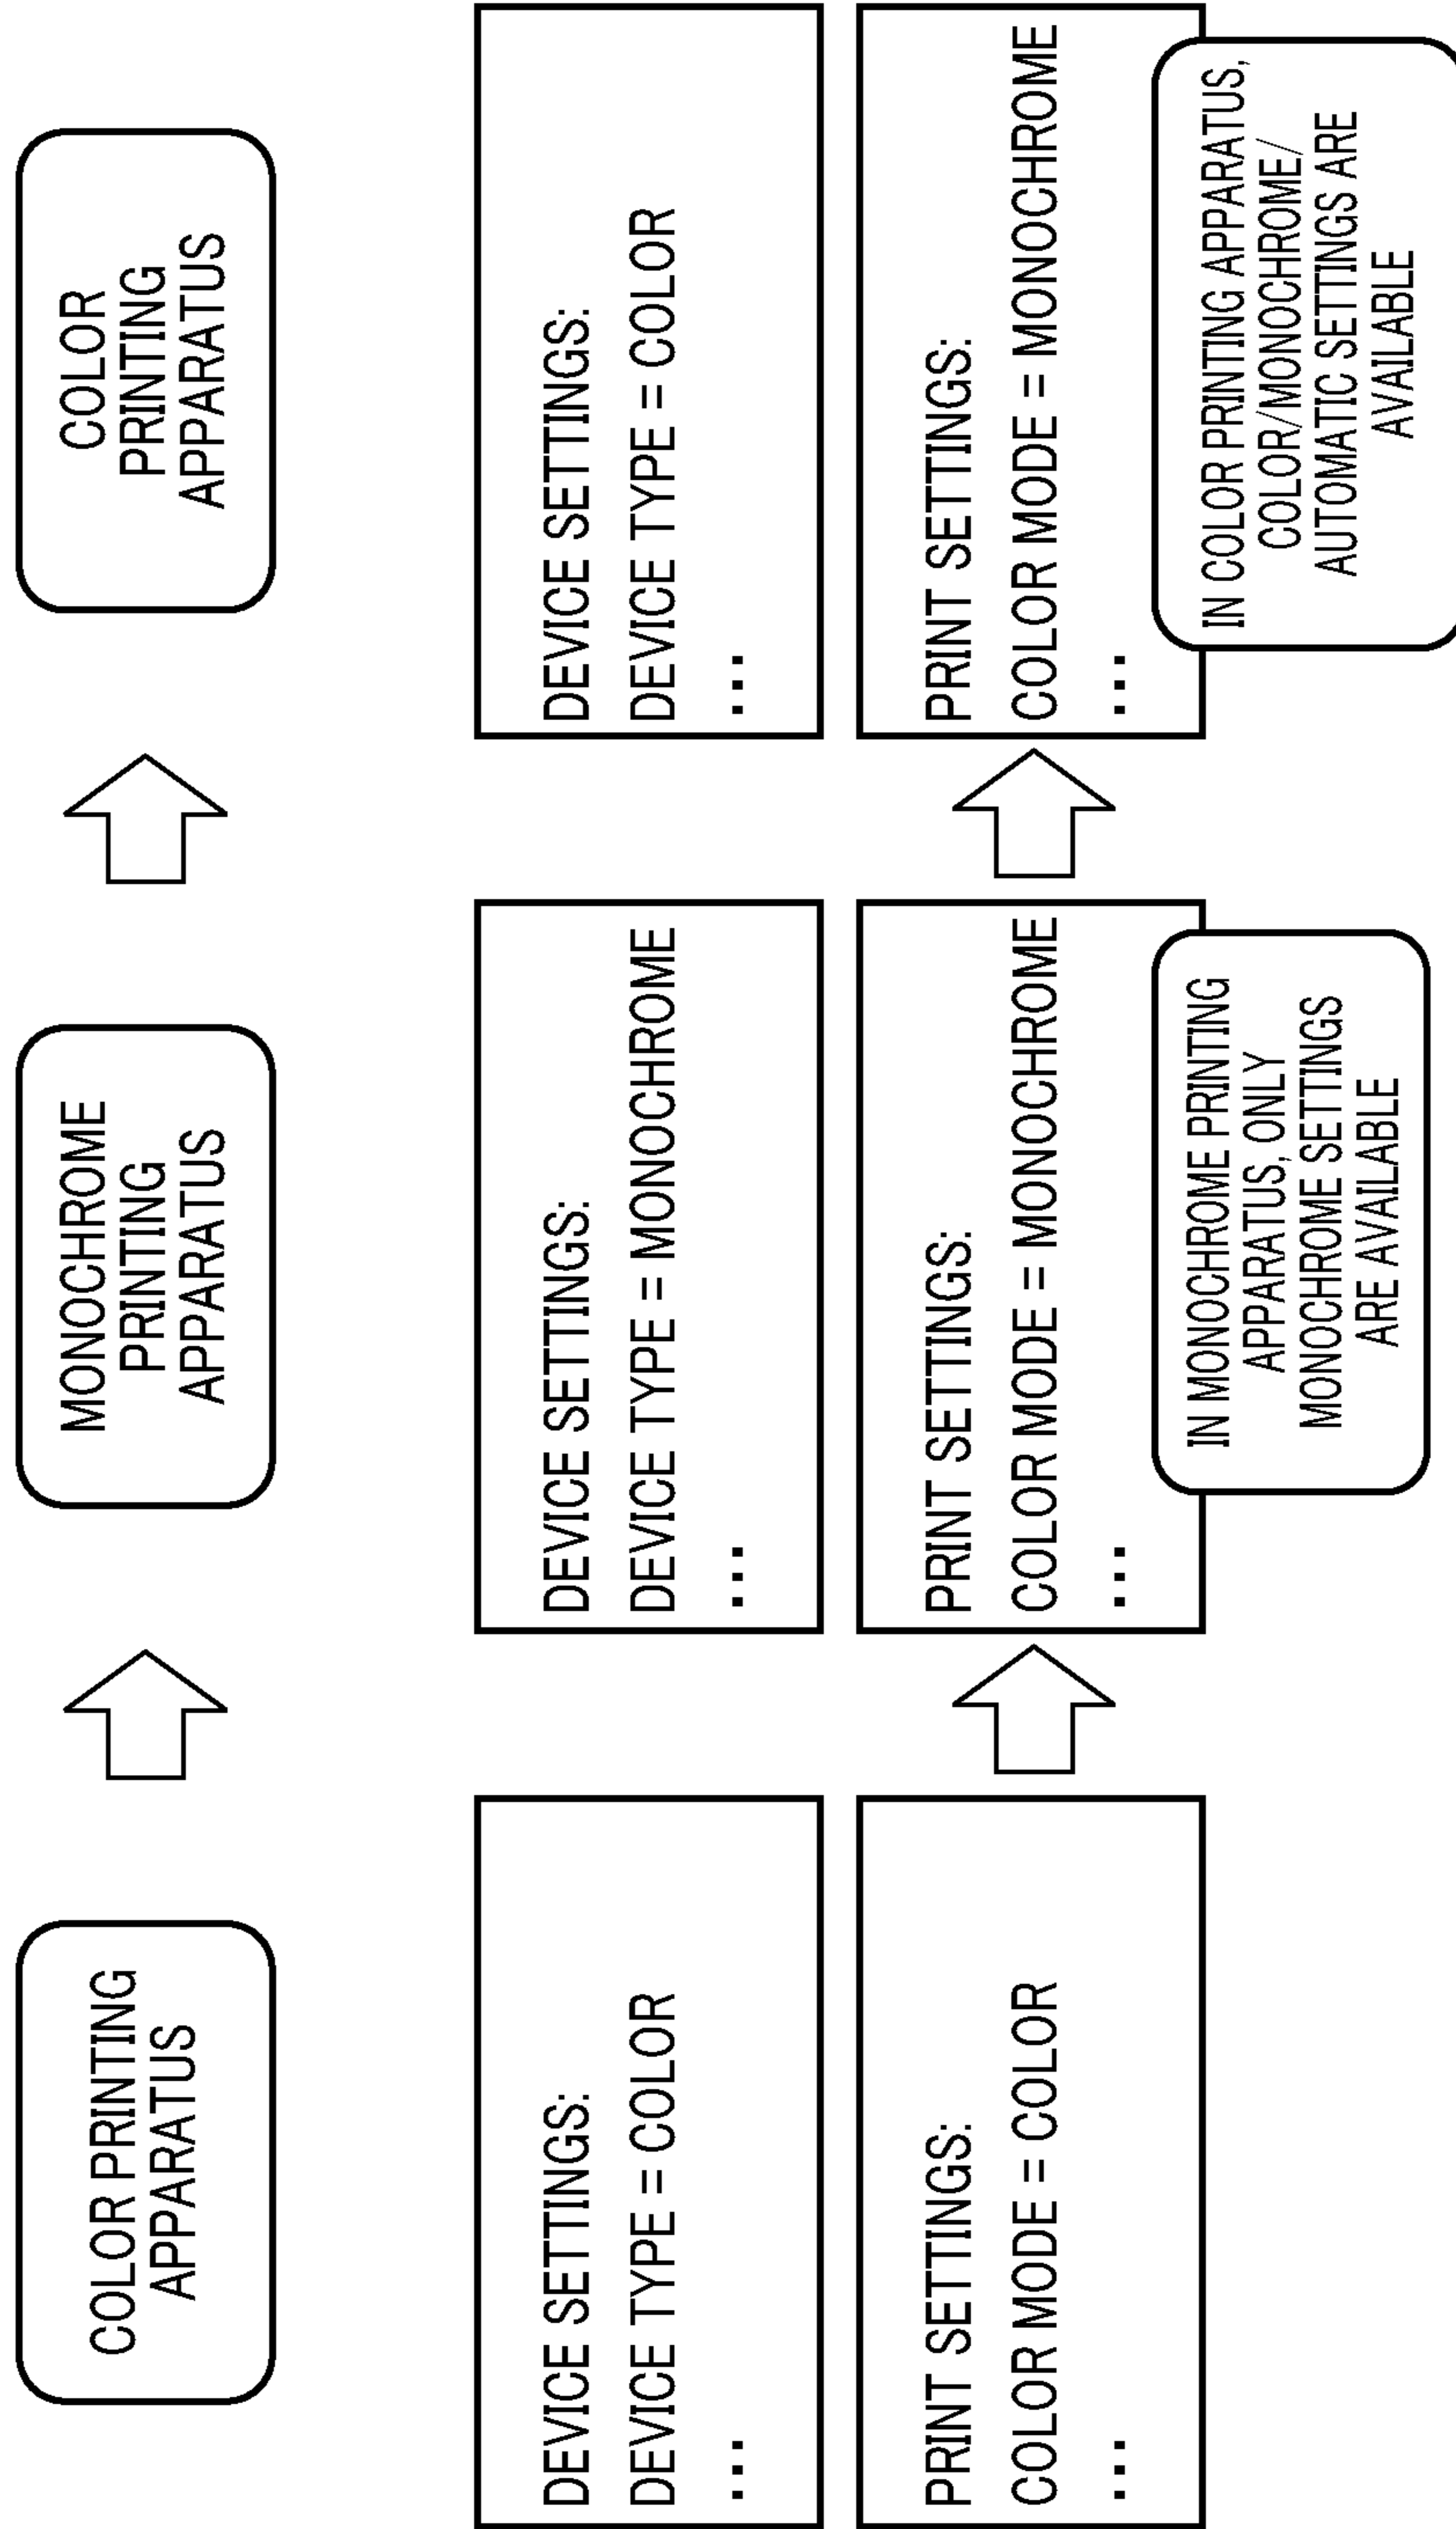 COLOR PRINTING
APPARATUS
MONOCHROME
PRINTING
APPARATUS
COLOR
PRINTING
APPARATUS
DEVICE SETTINGS:
DEVICE TYPE = COLOR
...
DEVICE SETTINGS:
DEVICE TYPE = MONOCHROME
...
DEVICE SETTINGS:
DEVICE TYPE = COLOR
...
PRINT SETTINGS:
COLOR MODE = COLOR
...
PRINT SETTINGS:
COLOR MODE = MONOCHROME
...
PRINT SETTINGS:
COLOR MODE = MONOCHROME
...
IN MONOCHROME PRINTING
APPARATUS, ONLY
MONOCHROME SETTINGS
ARE AVAILABLE
IN COLOR PRINTING APPARATUS,
COLOR/MONOCHROME/
AUTOMATIC SETTINGS ARE
AVAILABLE